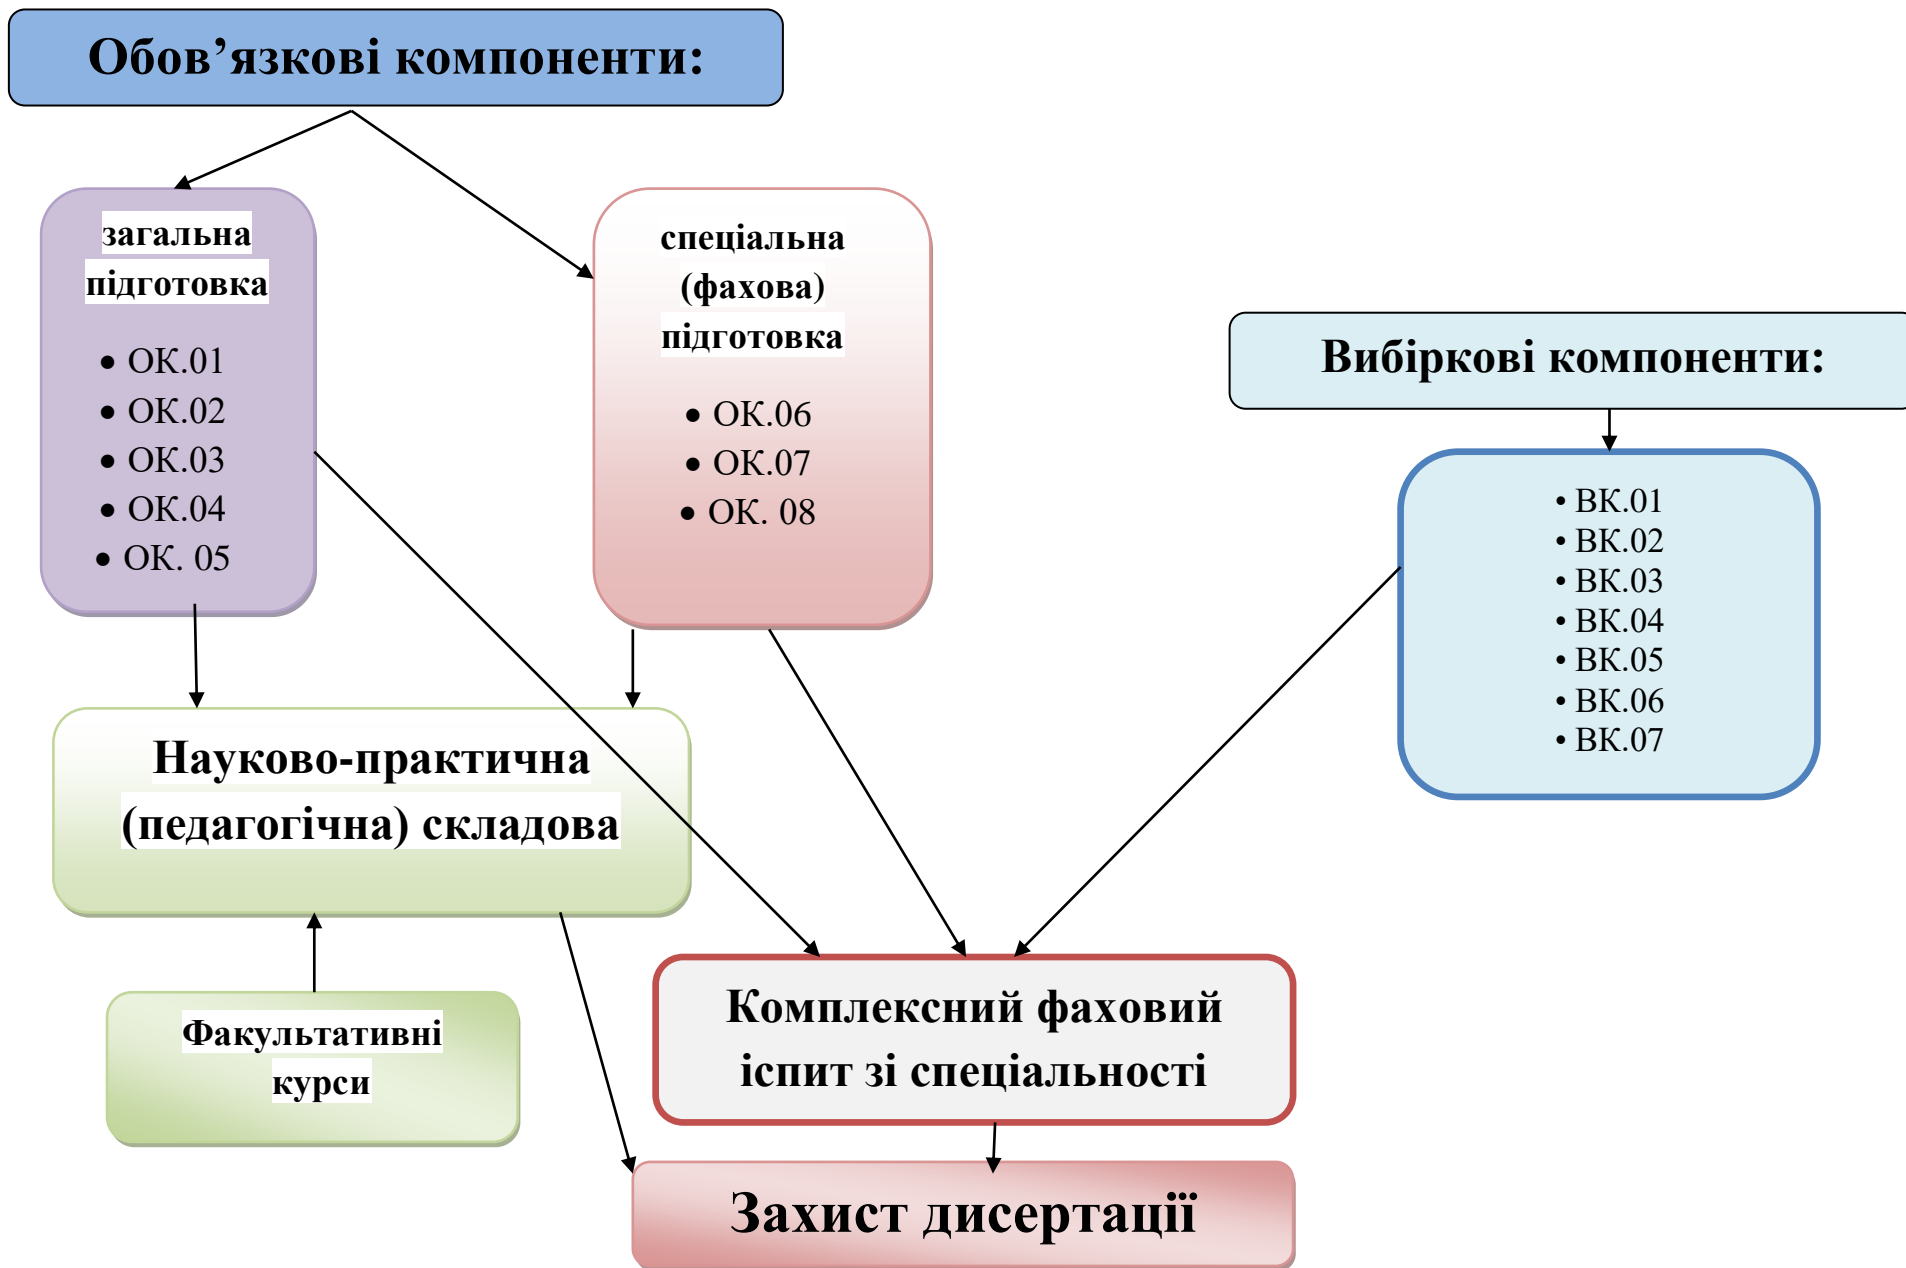 Обов’язкові компоненти:
загальна
підготовка
• ОК.01
• ОК.02
• ОК.03
• ОК.04
• ОК. 05
спеціальна
(фахова)
підготовка
• ОК.06
• ОК.07
• ОК. 08
Вибіркові компоненти:
• ВК.01
• ВК.02
• ВК.03
• ВК.04
• ВК.05
• ВК.06
• ВК.07
Науково-практична
(педагогічна) складова
Факультативні
курси
Комплексний фаховий
іспит зі спеціальності
Захист дисертації